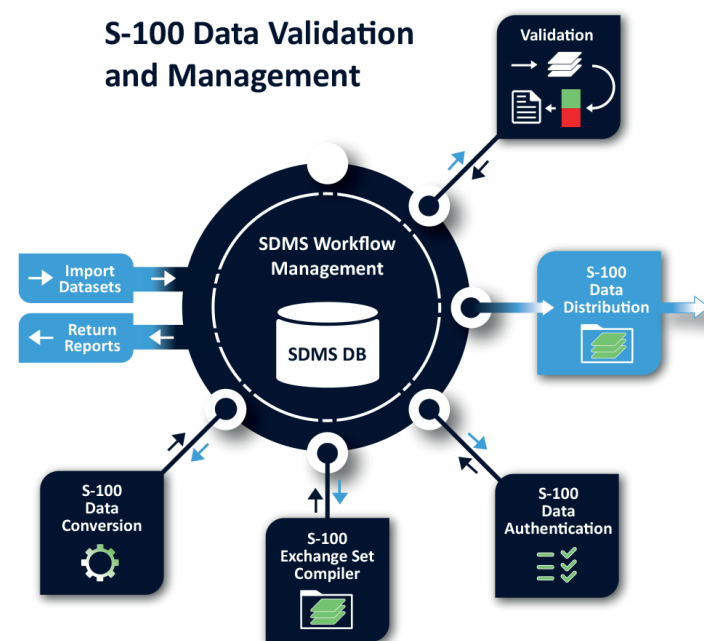 S-100 Data Validation
and Management
Validation
SDMS Workflow
Management
SDMS DB
Import
Datasets
Return
Reports
S-100
Data
Distribution
S-100
Data
Conversion
S-100
Exchange Set
Compiler
S-100
Data
Authentication